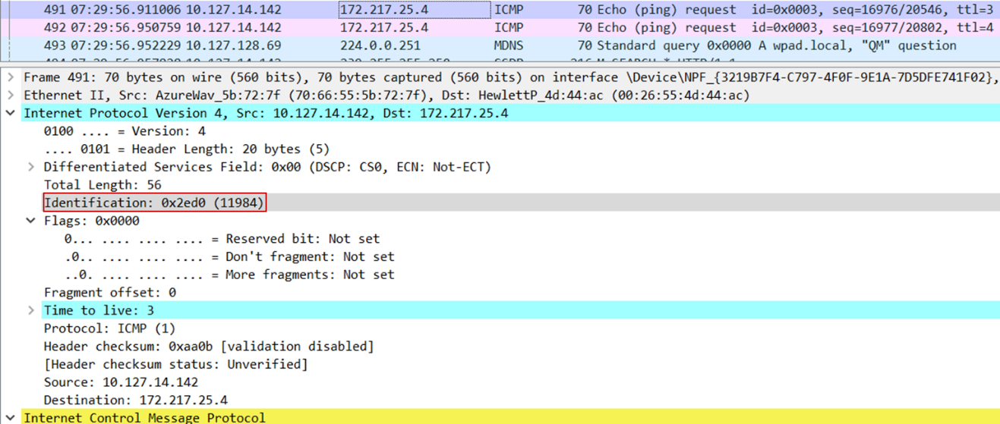 491 07:29:56.911006 10.127.14.142 172.217.25.4 ICMP 70 Echo (ping) request id=0x0003, seq=16976/20546, ttl=3
492 07:29:56.950759 10.127.14.142 172.217.25.4 ICMP 70 Echo (ping) request id=0x0003, seq=16977/20802, ttl=4
493 07:29:56.952229 10.127.128.69 224.0.0.251 MDNS 70 Standard query 0x0000 A wpad.local, "QM" question
Frame 491: 70 bytes on wire (560 bits), 70 bytes captured (560 bits) on interface \Device\NPF_{3219B7F4-C797-4F0F-9E1A-7D5DFE741F02},
Ethernet II, Src: AzureWav_5b:72:7f (70:66:55:5b:72:7f), Dst: HewlettP_4d:44:ac (00:26:55:4d:44:ac)
Internet Protocol Version 4, Src: 10.127.14.142, Dst: 172.217.25.4
0100 .... = Version: 4
.... 0101 = Header Length: 20 bytes (5)
Differentiated Services Field: 0x00 (DSCP: CS0, ECN: Not-ECT)
Total Length: 56
Identification: 0x2ed0 (11984)
Flags: 0x0000
0... .... .... .... = Reserved bit: Not set
.0.. .... .... .... = Don't fragment: Not set
..0. .... .... .... = More fragments: Not set
Fragment offset: 0
Time to live: 3
Protocol: ICMP (1)
Header checksum: 0xaa0b [validation disabled]
[Header checksum status: Unverified]
Source: 10.127.14.142
Destination: 172.217.25.4
Internet Control Message Protocol